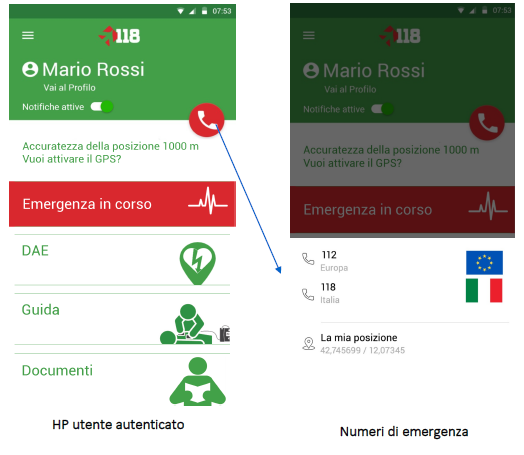 07:53
118
Mario Rossi
Vai al Profilo
Notifiche attive
Accuratezza della posizione 1000 m
Vuoi attivare il GPS?
Emergenza in corso
DAE
Guida
Documenti
HP utente autenticato
07:53
118
Mario Rossi
Vai al Profilo
Notifiche attive
Accuratezza della posizione 1000 m
Vuoi attivare il GPS?
Emergenza in corso
112
Europa
118
Italia
La mia posizione
42,745699 / 12,07345
Numeri di emergenza